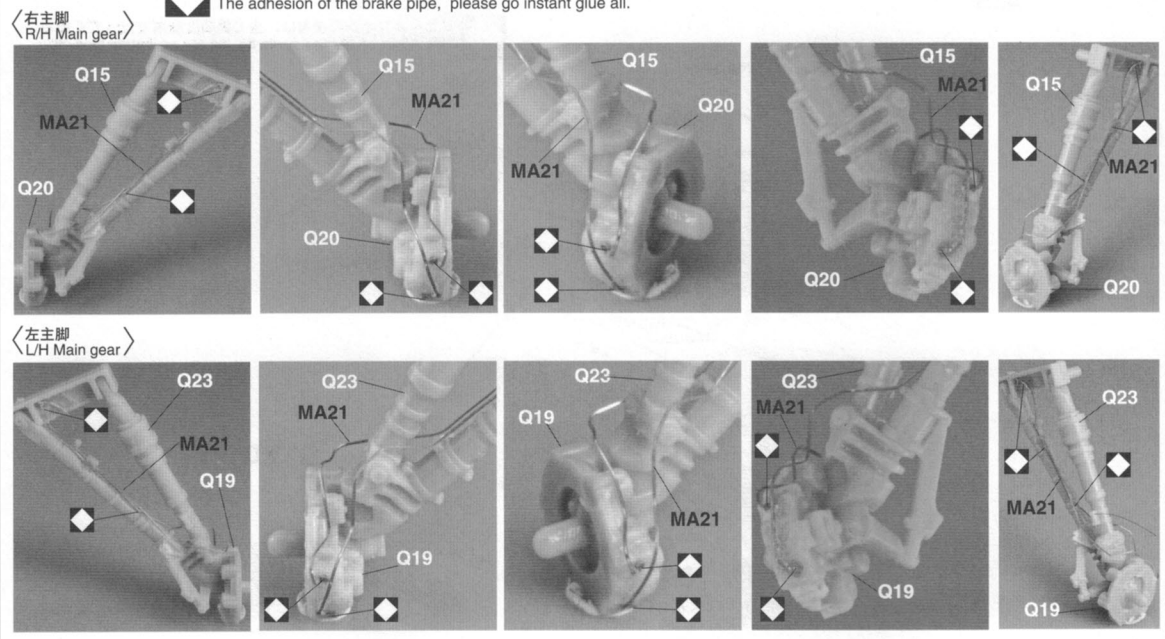 The adhesion of the brake pipe, please go instant glue all.
〈右主脚
R/H Main gear〉
Q15
MA21
Q20
Q15
MA21
Q20
Q15
Q20
MA21
Q15
MA21
Q20
Q15
MA21
Q20
〈左主脚
L/H Main gear〉
Q23
MA21
Q19
Q23
MA21
Q19
Q23
Q19
MA21
Q23
MA21
Q19
Q23
MA21
Q19